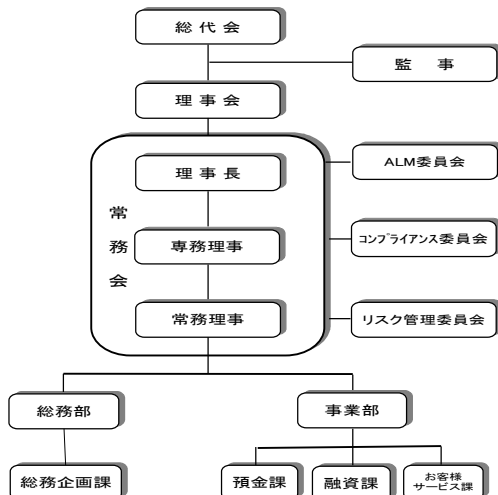 総代会
監　事
理事会
理事長
ALM委員会
常務会
専務理事
コンプライアンス委員会
常務理事
リスク管理委員会
総務部
事業部
総務企画課
預金課
融資課
お客様
サービス課